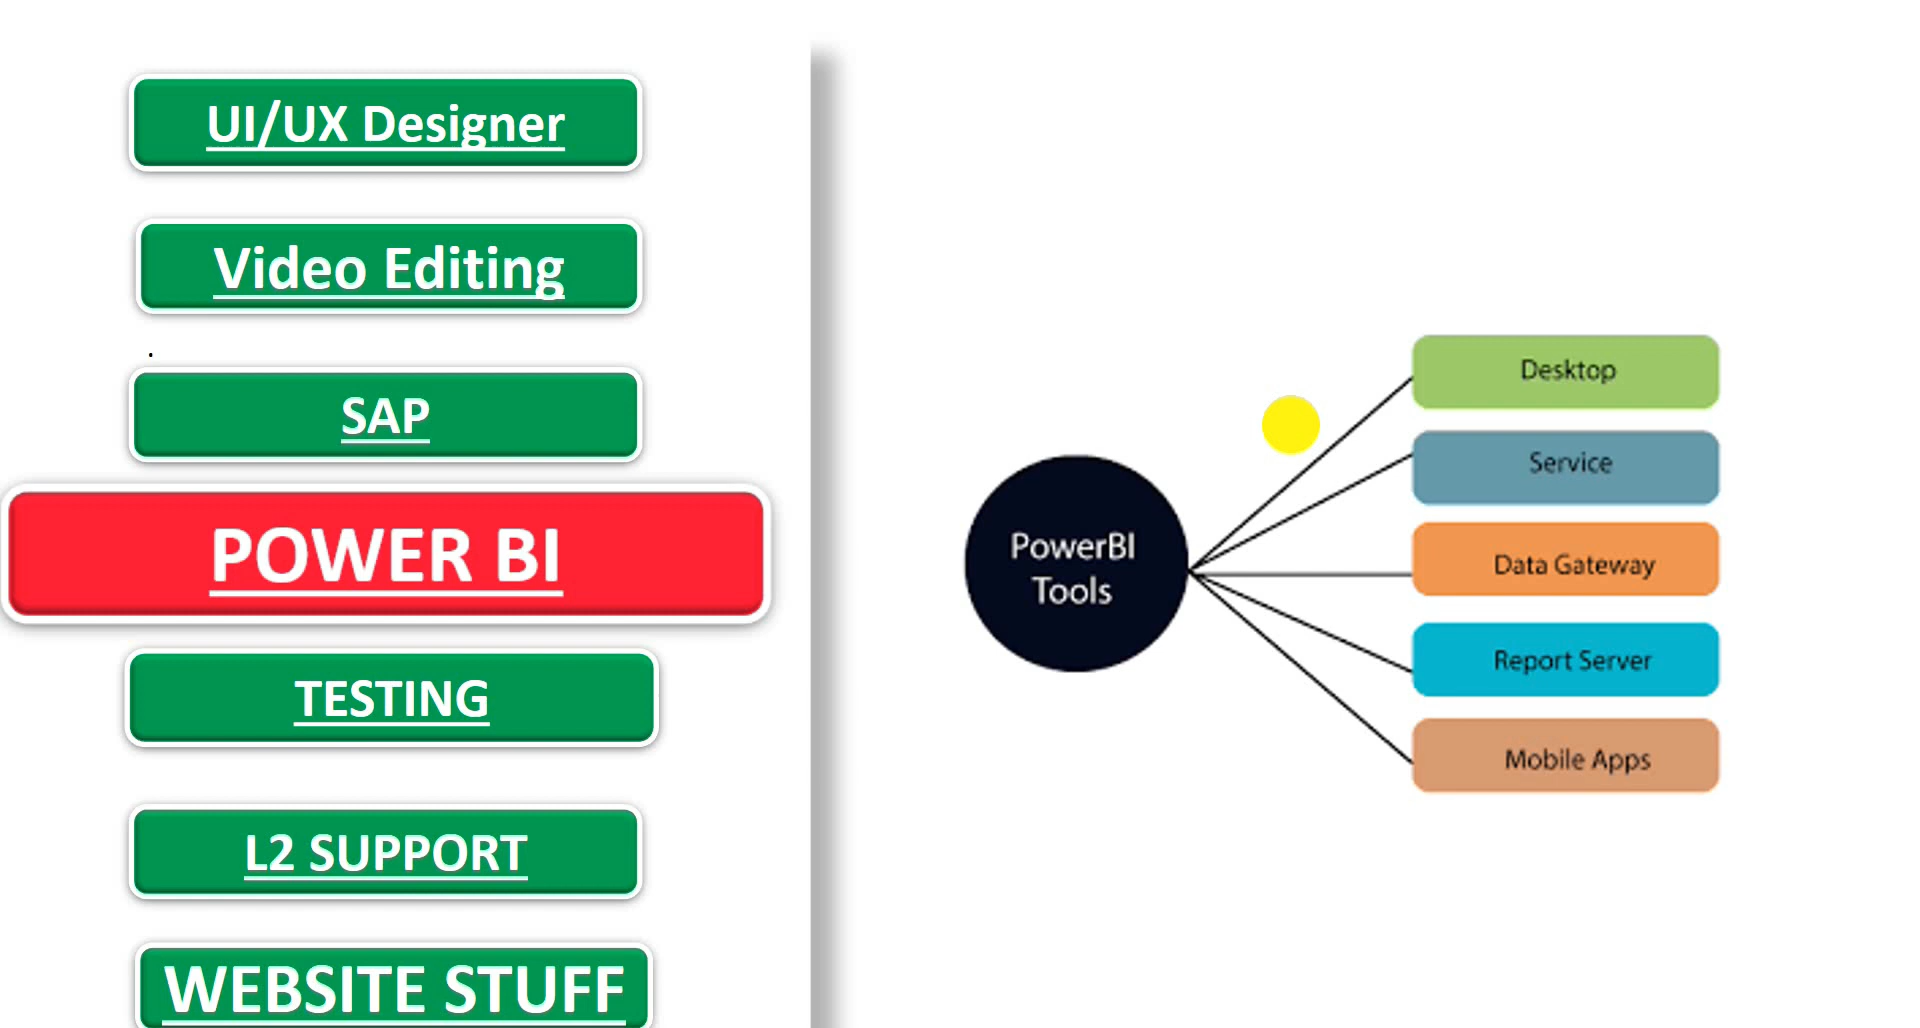 UI/UX Designer
Video Editing
.
SAP
POWER BI
TESTING
L2 SUPPORT
WEBSITE STUFF
PowerBI
Tools
Desktop
Service
Data Gateway
Report Server
Mobile Apps